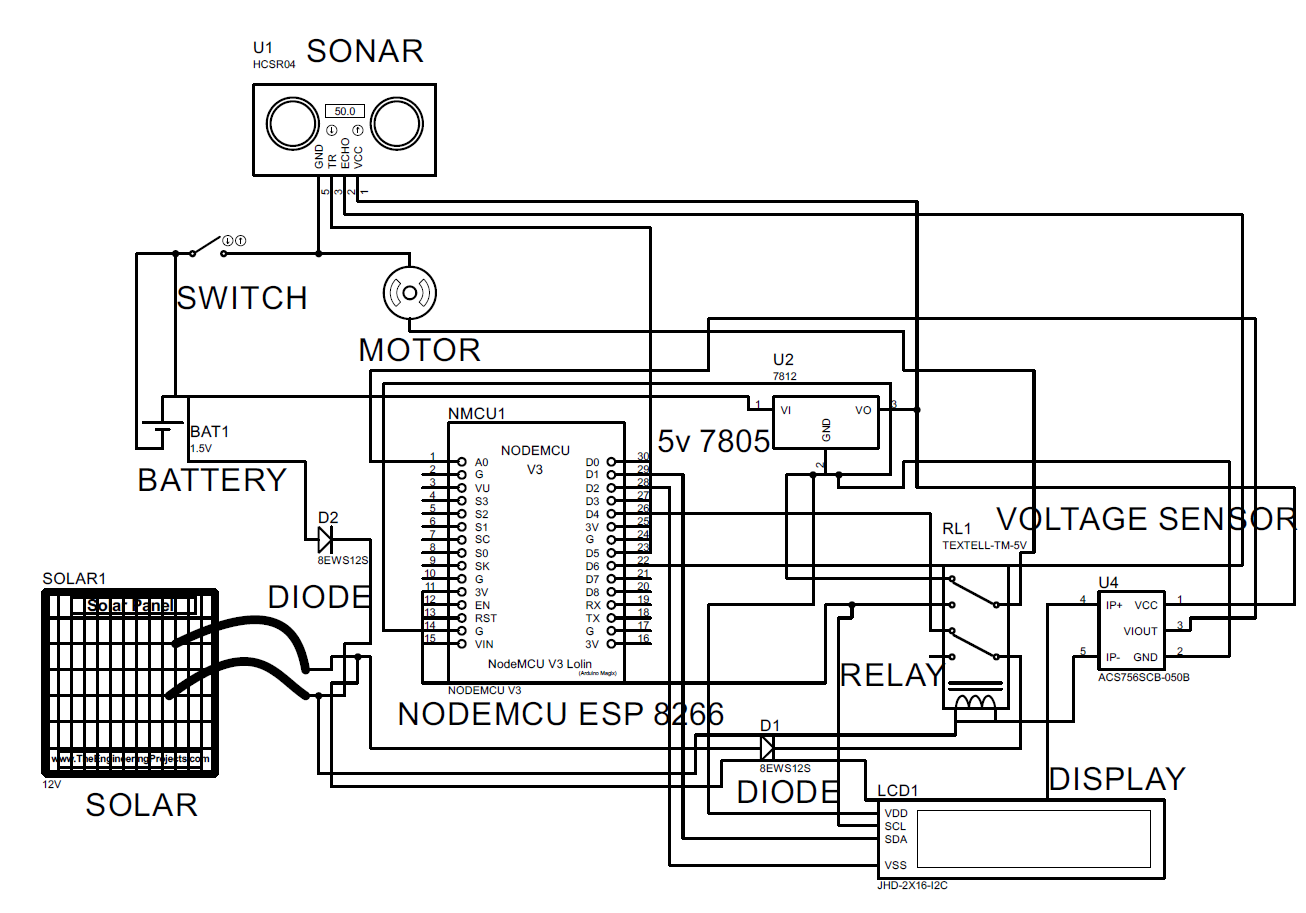 U1 SONAR
HCSR04
50.0
GND
TR
ECHO
VCC
5
3
2
1
SWITCH
MOTOR
U2
7812
1
VI
VO
3
GND
2
5v 7805
BAT1
1.5V
BATTERY
NMCU1
NODEMCU
V3
1 A0 D0 30
2 G D1 29
3 VU D2 28
4 S3 D3 27
5 S2 D4 26
6 S1 3V 25
7 SC G 24
8 S0 D5 23
9 SK D6 22
10 G D7 21
11 3V D8 20
12 EN RX 19
13 RST TX 18
14 G G 17
15 VIN 3V 16
NodeMCU V3 Lolin
(Arduino Magix)
NODEMCU V3
NODEMCU ESP 8266
D2
8EWS12S
DIODE
SOLAR1
Solar Panel
www.TheEngineeringProjects.com
12V
SOLAR
VOLTAGE SENSOR
RL1
TEXTELL-TM-5V
RELAY
U4
4 IP+ VCC 1
VIOUT 3
5 IP- GND 2
ACS756SCB-050B
D1
8EWS12S
DIODE
DISPLAY
LCD1
VDD
SCL
SDA
VSS
JHD-2X16-I2C